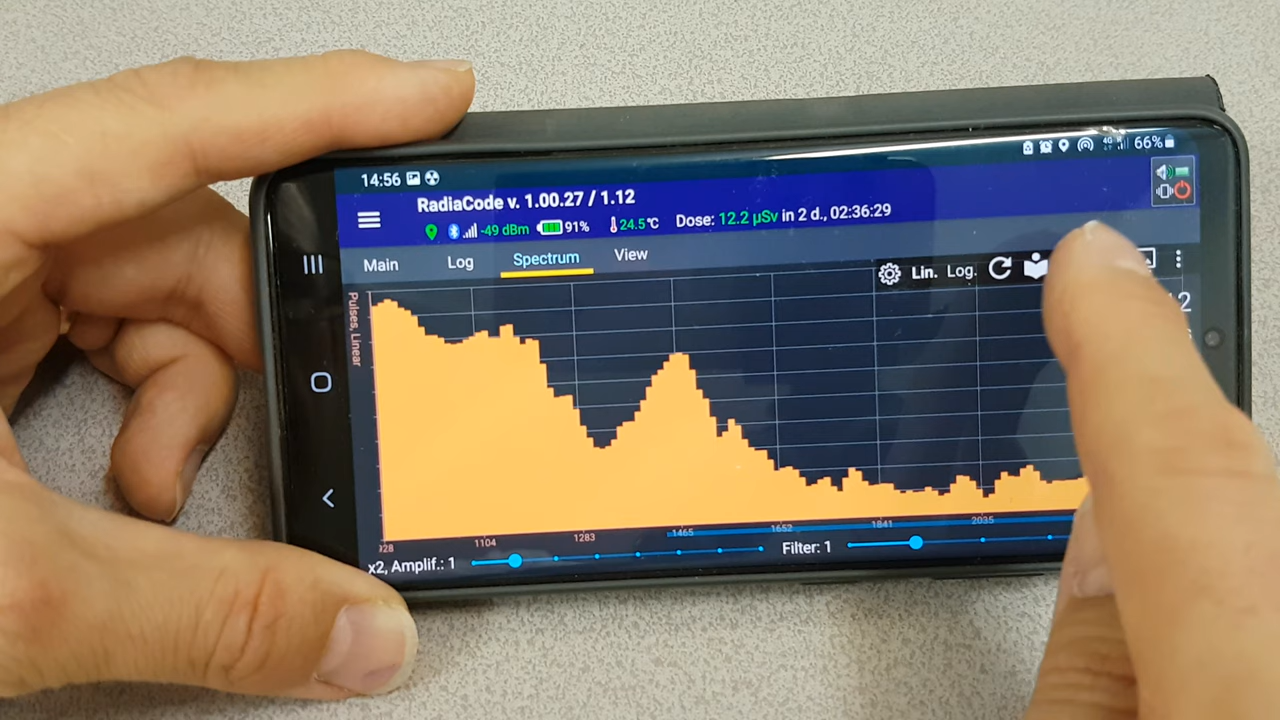 14:56
4G
66%
RadiaCode v. 1.00.27 / 1.12
-49 dBm 91% 24.5°C Dose: 12.2 µSv in 2 d., 02:36:29
Main Log Spectrum View
Lin. Log.
Pulses, Linear
1104 1283 1465 1652 1841 2035
x2, Amplif.: 1 Filter: 1